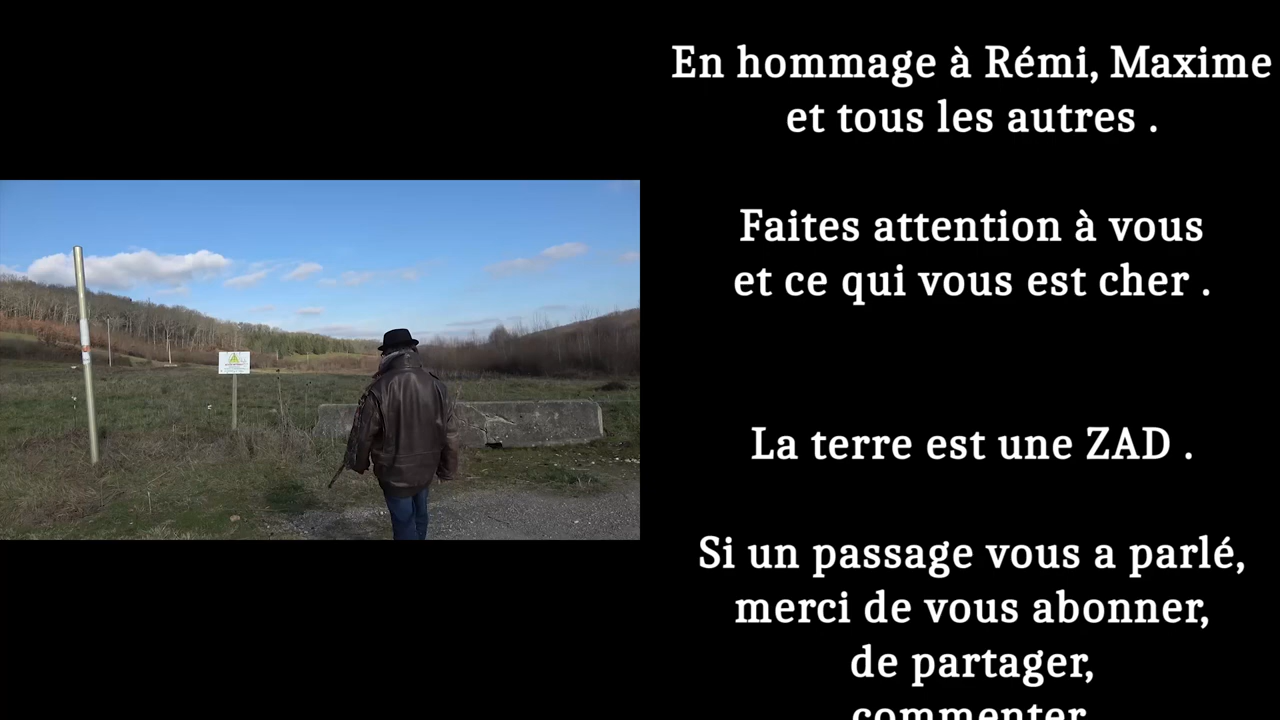 En hommage à Rémi, Maxime
et tous les autres .
Faites attention à vous
et ce qui vous est cher .
La terre est une ZAD .
Si un passage vous a parlé,
merci de vous abonner,
de partager,
commenter